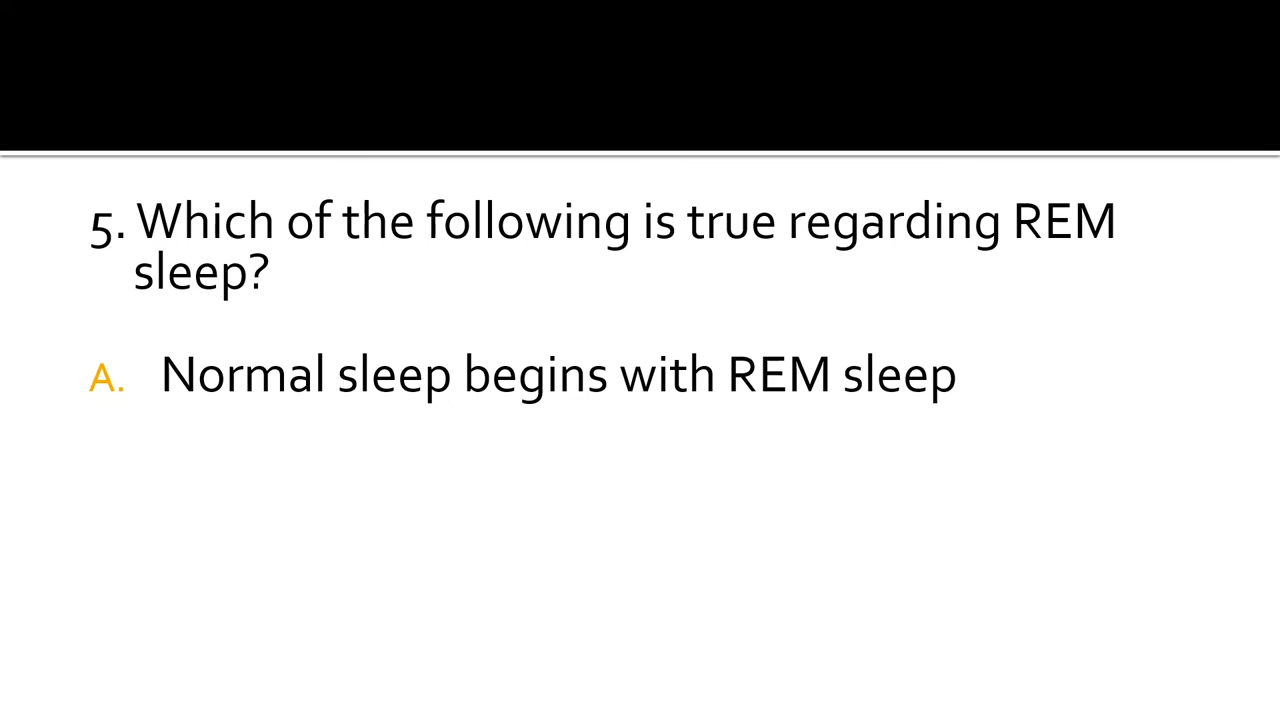 5. Which of the following is true regarding REM
sleep?
A. Normal sleep begins with REM sleep